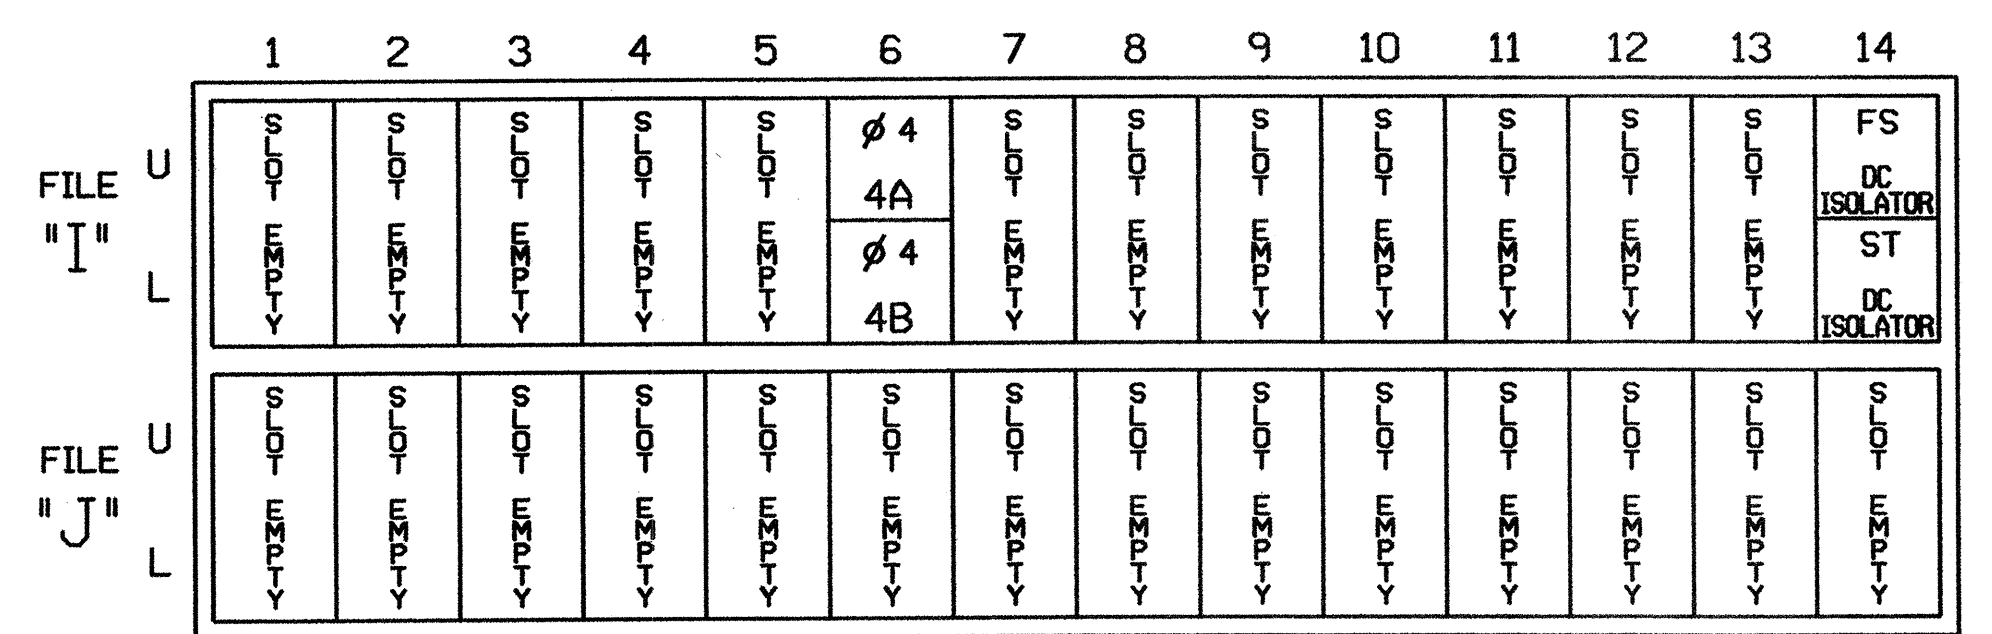 1 2 3 4 5 6 7 8 9 10 11 12 13 14
FILE "I"
U
L
SLOT EMPTY
SLOT EMPTY
SLOT EMPTY
SLOT EMPTY
SLOT EMPTY
ø 4
4A
ø 4
4B
SLOT EMPTY
SLOT EMPTY
SLOT EMPTY
SLOT EMPTY
SLOT EMPTY
SLOT EMPTY
SLOT EMPTY
FS
DC
ISOLATOR
ST
DC
ISOLATOR
FILE "J"
U
L
SLOT EMPTY
SLOT EMPTY
SLOT EMPTY
SLOT EMPTY
SLOT EMPTY
SLOT EMPTY
SLOT EMPTY
SLOT EMPTY
SLOT EMPTY
SLOT EMPTY
SLOT EMPTY
SLOT EMPTY
SLOT EMPTY
SLOT EMPTY